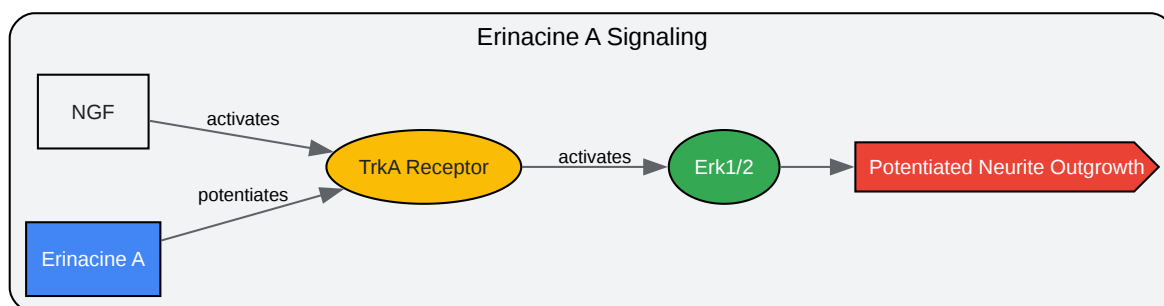 Erinacine A Signaling
NGF
activates
TrkA Receptor
activates
Erk1/2
Potentiated Neurite Outgrowth
potentiates
Erinacine A